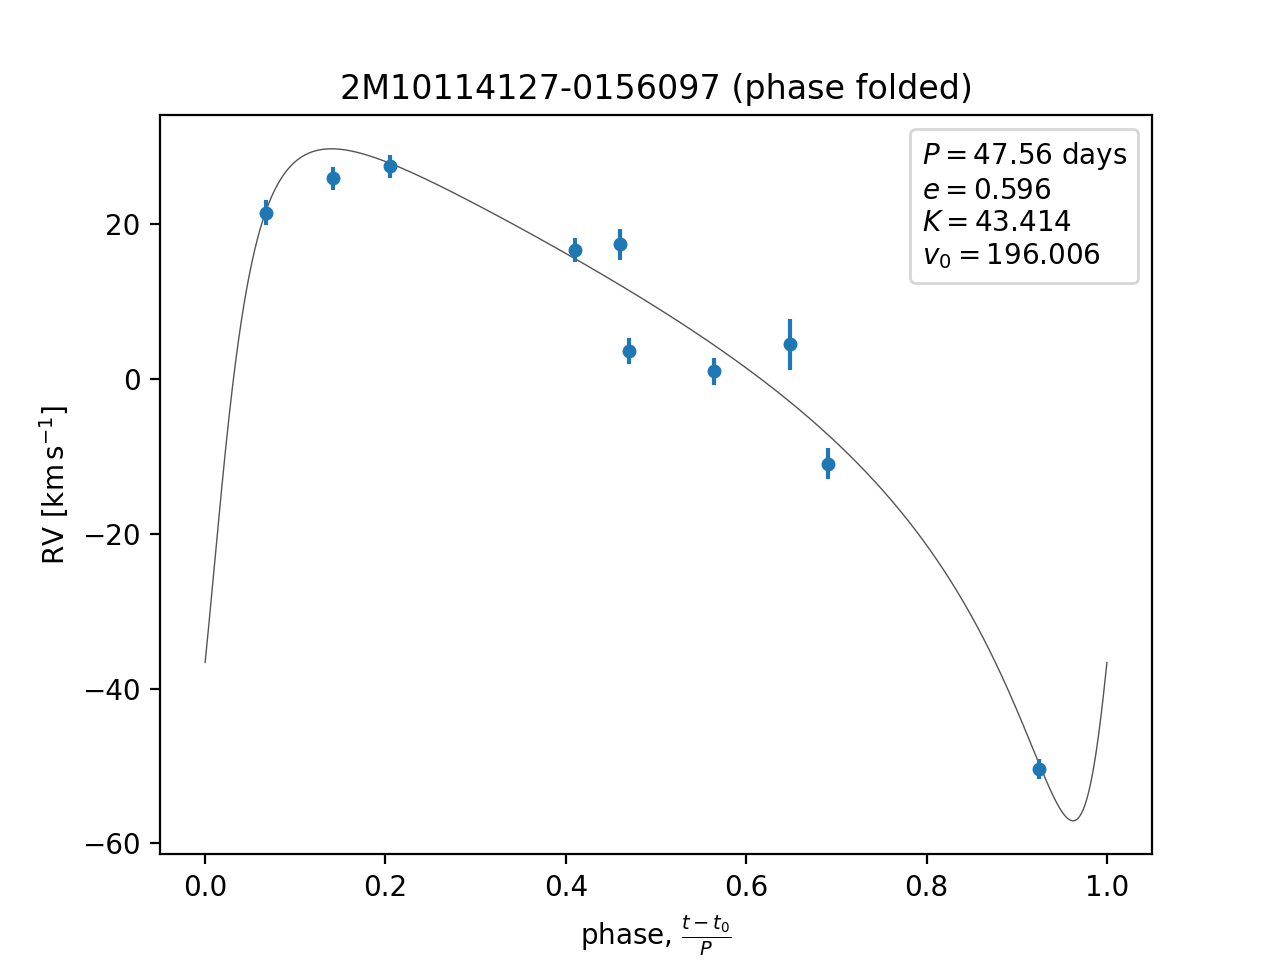 2M10114127-0156097 (phase folded)
P = 47.56 days
e = 0.596
K = 43.414
v₀ = 196.006
RV [km s⁻¹]
20
0
−20
−40
−60
0.0 0.2 0.4 0.6 0.8 1.0
phase, (t − t₀)/P